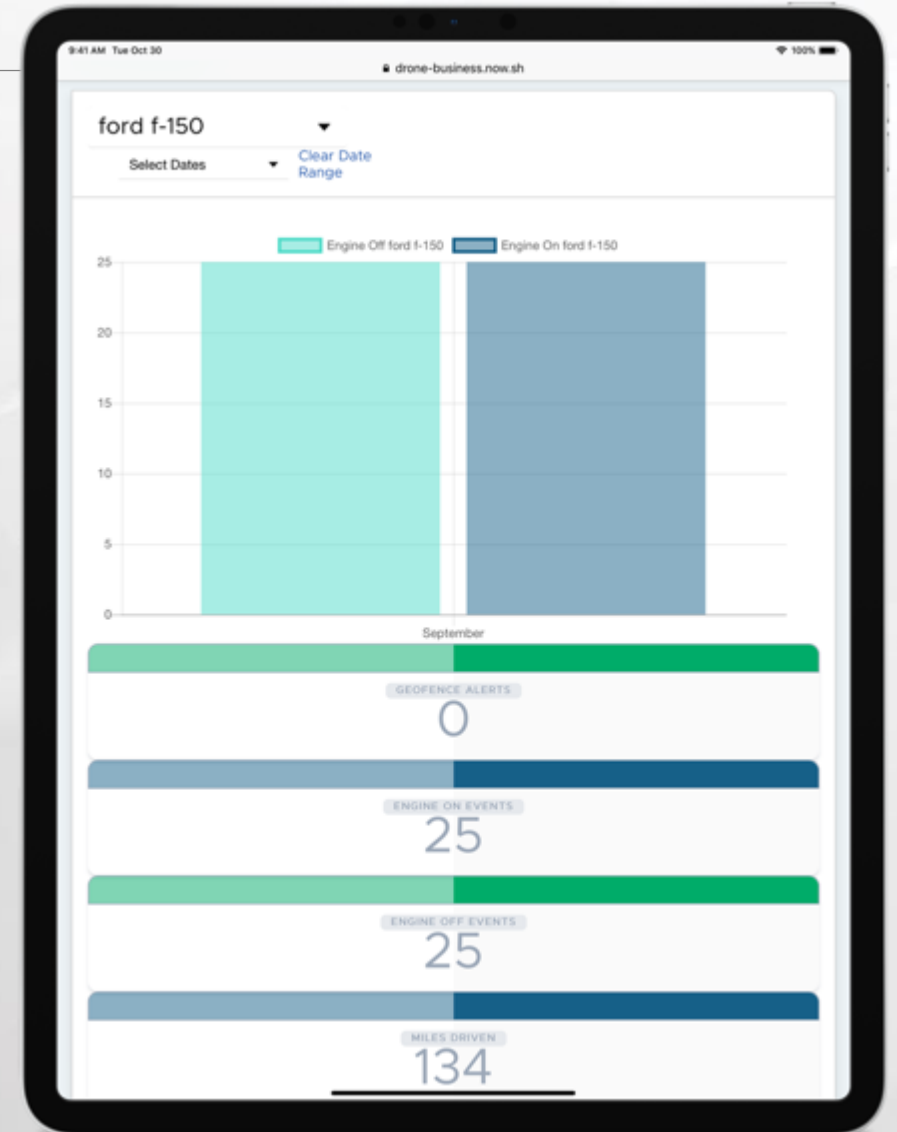 9:41 AM Tue Oct 30
100%
drone-business.now.sh
ford f-150
Select Dates
Clear Date
Range
Engine Off ford f-150 Engine On ford f-150
25
20
15
10
5
0
September
GEOFENCE ALERTS
0
ENGINE ON EVENTS
25
ENGINE OFF EVENTS
25
MILES DRIVEN
134